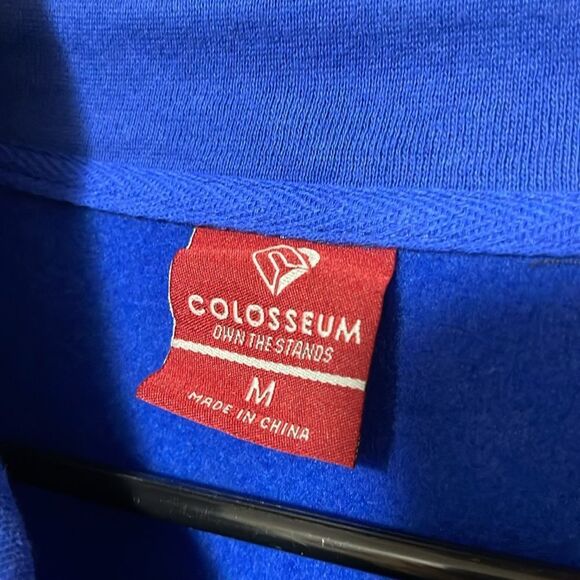 COLOSSEUM
OWN THE STANDS
M
MADE IN CHINA